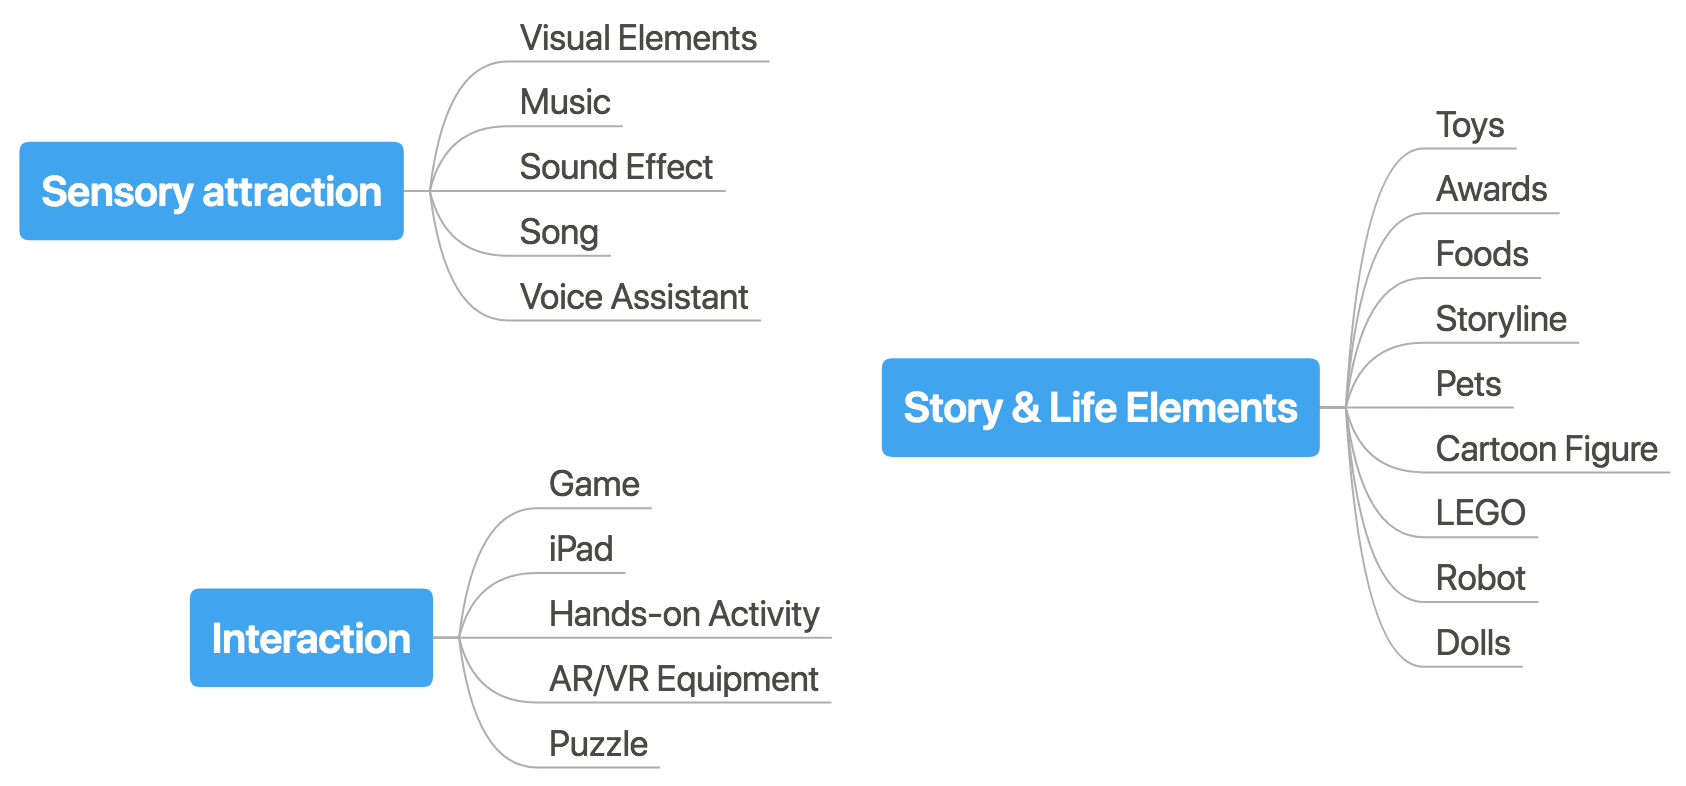 Sensory attraction
Visual Elements
Music
Sound Effect
Song
Voice Assistant
Interaction
Game
iPad
Hands-on Activity
AR/VR Equipment
Puzzle
Story & Life Elements
Toys
Awards
Foods
Storyline
Pets
Cartoon Figure
LEGO
Robot
Dolls